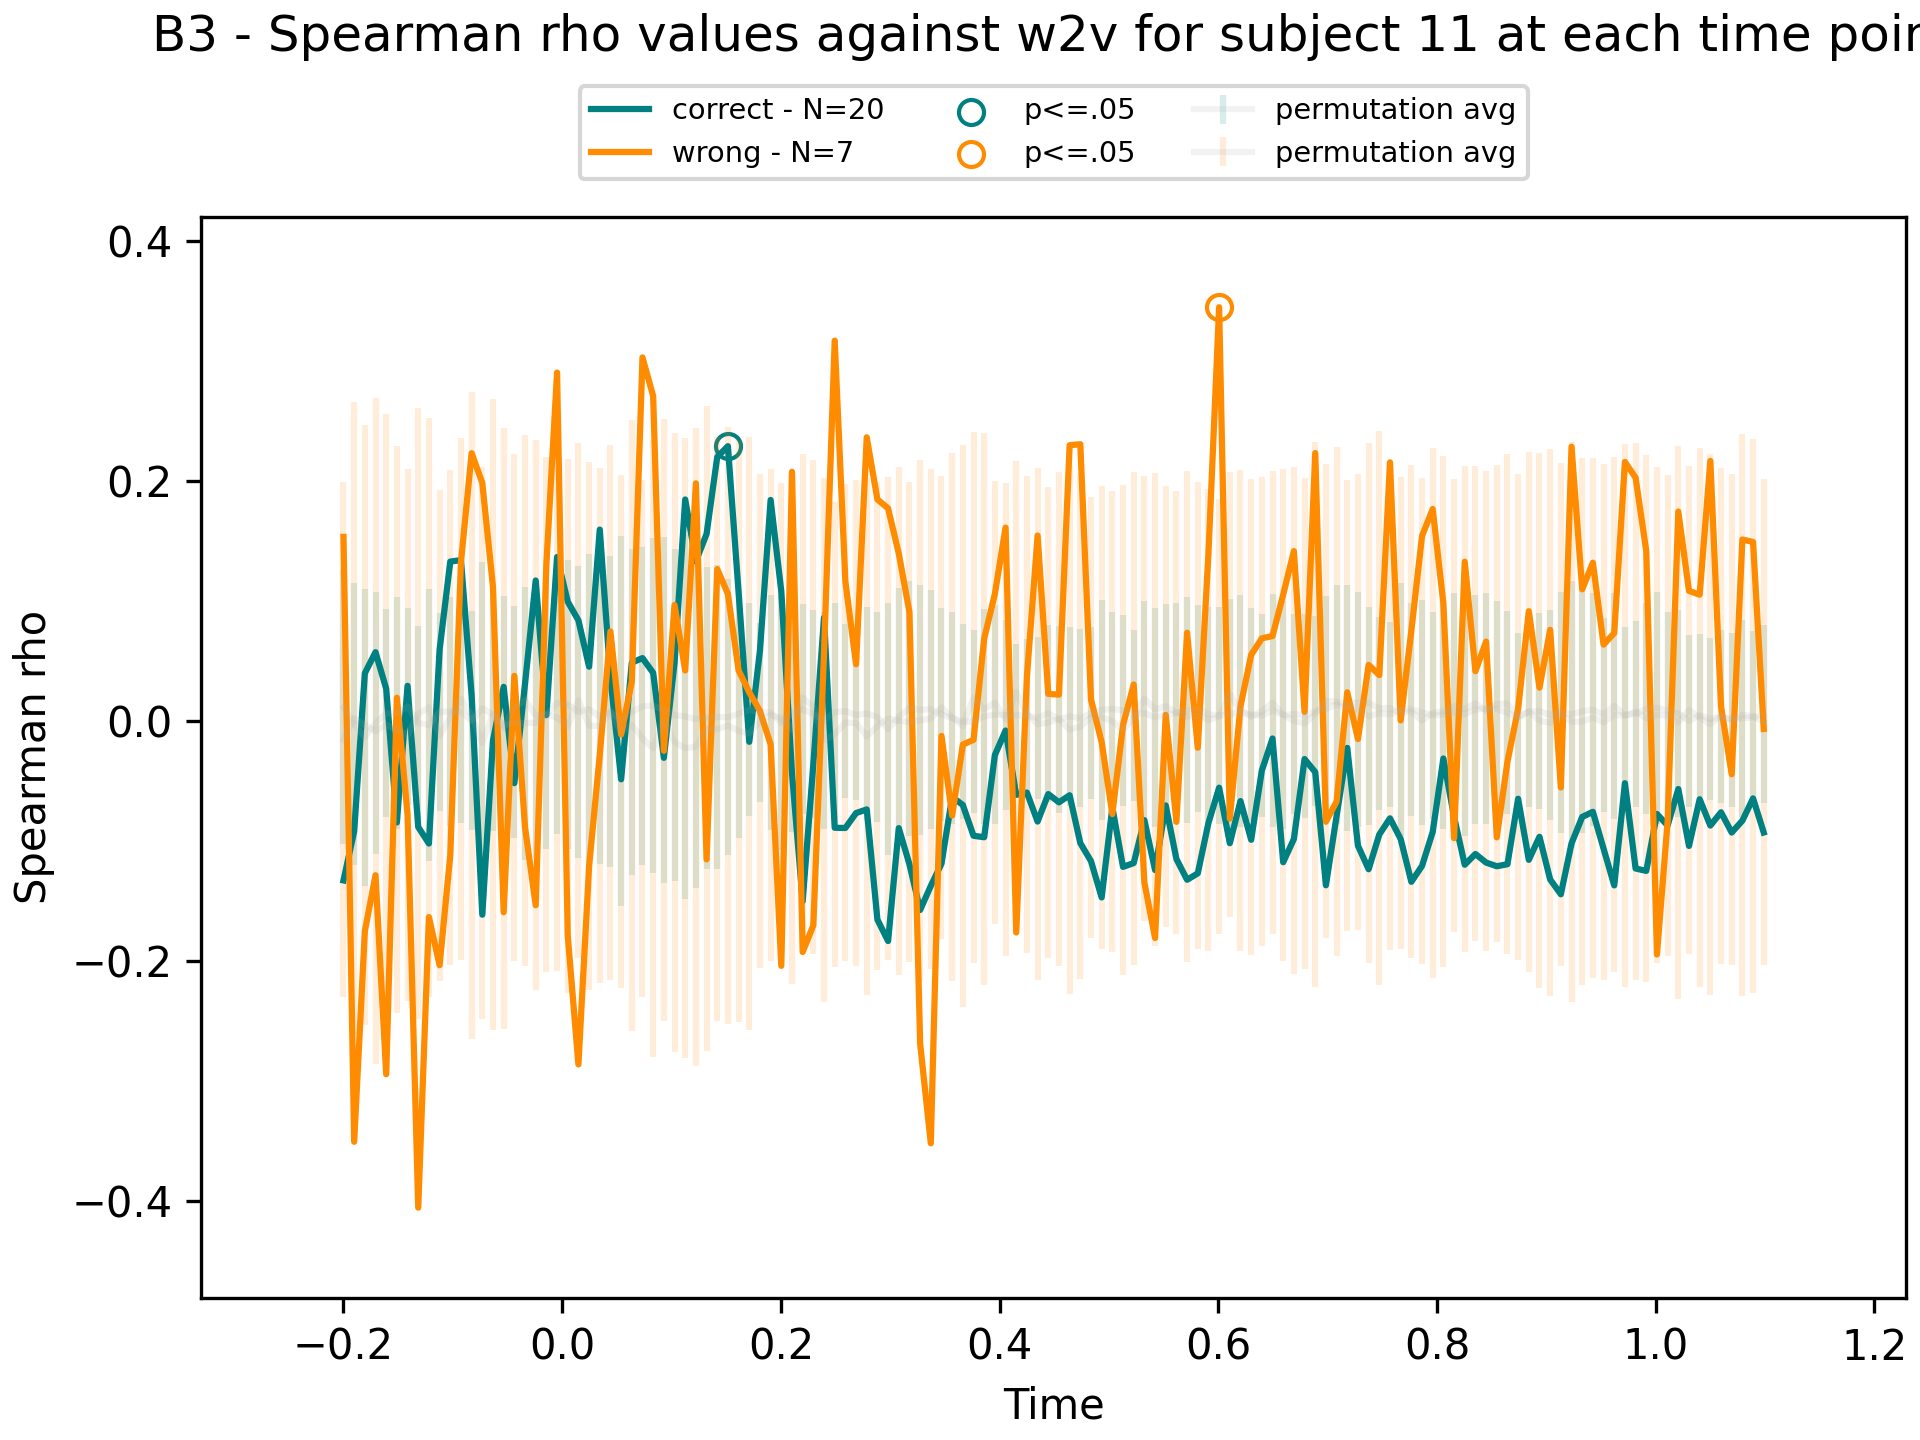 B3 - Spearman rho values against w2v for subject 11 at each time poin
correct - N=20
wrong - N=7
p<=.05
p<=.05
permutation avg
permutation avg
Spearman rho
0.4
0.2
0.0
−0.2
−0.4
−0.2
0.0
0.2
0.4
0.6
0.8
1.0
1.2
Time